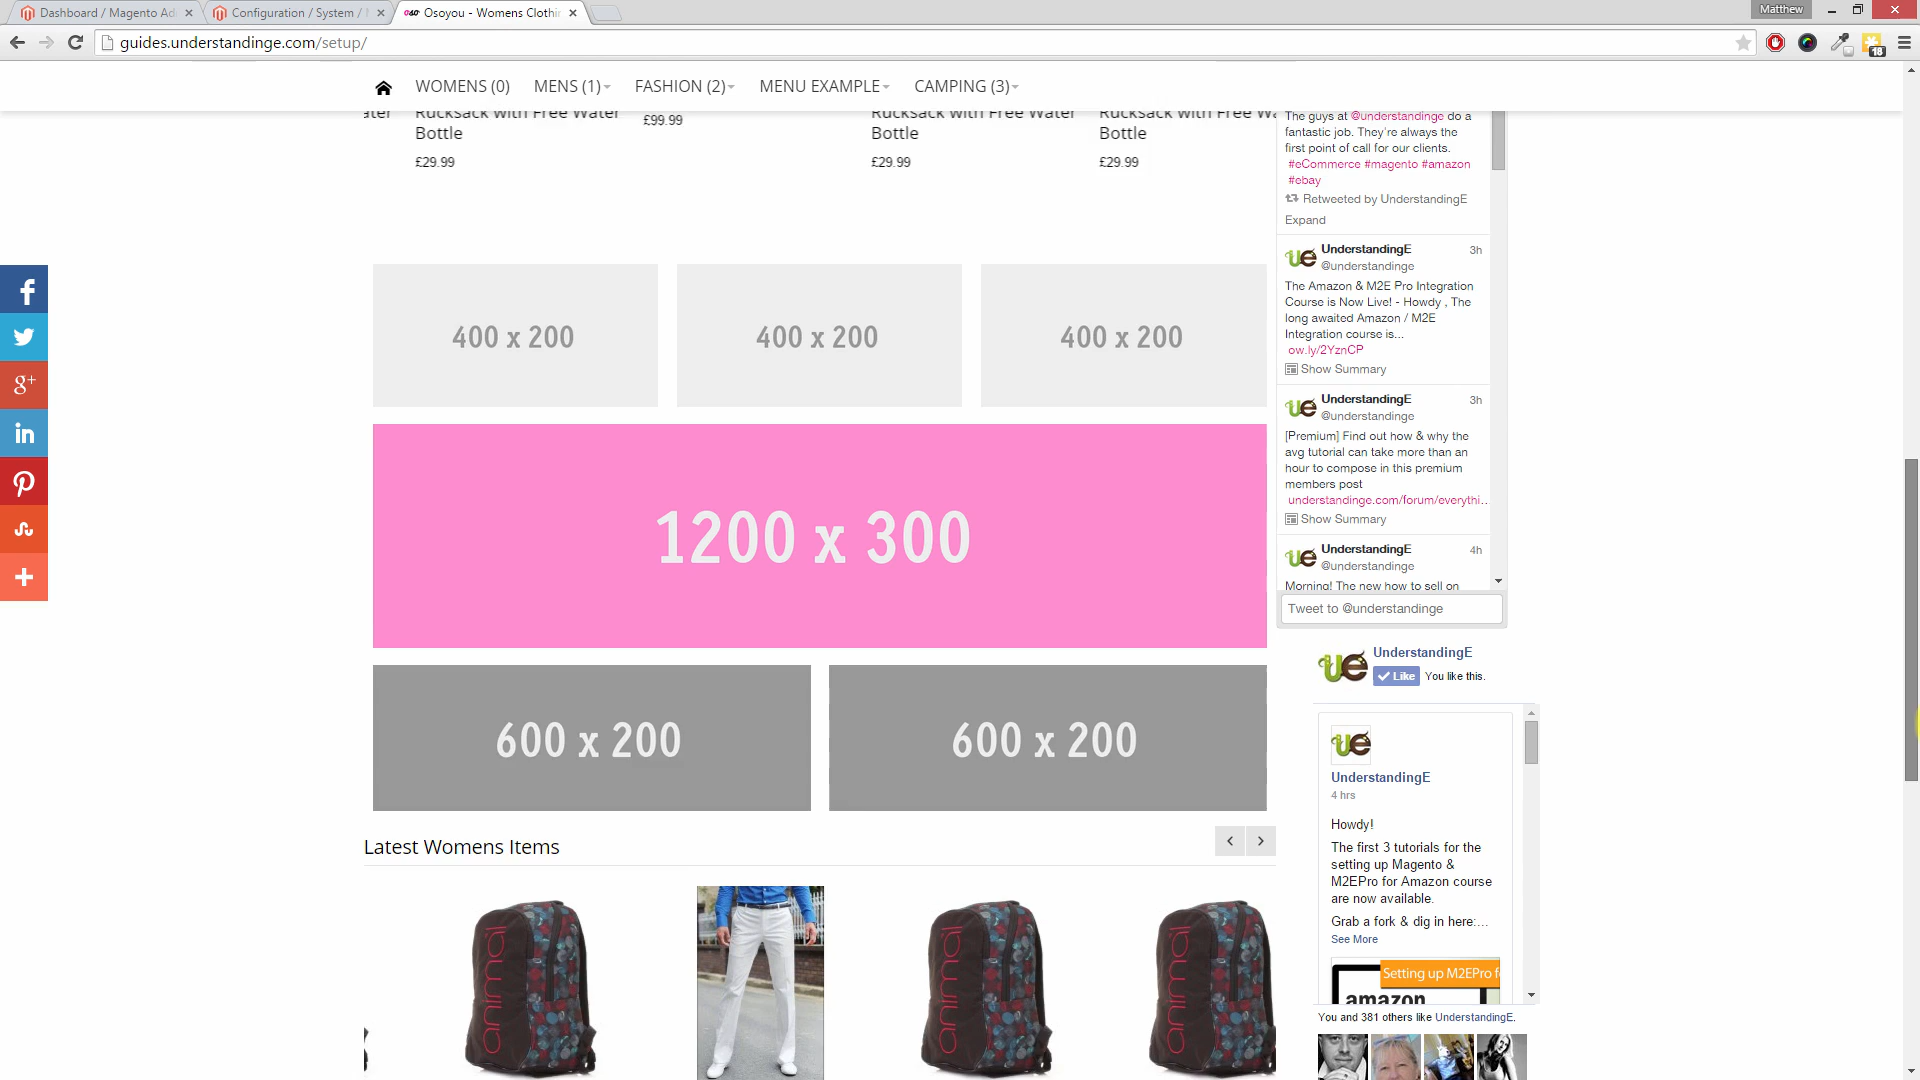 Dashboard / Magento Ad
Configuration / System /
Osoyou - Womens Clothi
Matthew
guides.understandinge.com/setup/
18
WOMENS (0)
MENS (1)
FASHION (2)
MENU EXAMPLE
CAMPING (3)
Rucksack with Free Water
Bottle
£29.99
£99.99
Rucksack with Free Water
Bottle
£29.99
Rucksack with Free Wa
Bottle
£29.99
400 x 200
400 x 200
400 x 200
1200 x 300
600 x 200
600 x 200
Latest Womens Items
animal
animal
animal
The guys at @understandinge do a
fantastic job. They're always the
first point of call for our clients.
#eCommerce #magento #amazon
#ebay
Retweeted by UnderstandingE
Expand
UnderstandingE
3h
@understandinge
The Amazon & M2E Pro Integration
Course is Now Live! - Howdy , The
long awaited Amazon / M2E
Integration course is...
ow.ly/2YznCP
Show Summary
UnderstandingE
3h
@understandinge
[Premium] Find out how & why the
avg tutorial can take more than an
hour to compose in this premium
members post
understandinge.com/forum/everythi...
Show Summary
UnderstandingE
4h
@understandinge
Morning! The new how to sell on
Tweet to @understandinge
ue
UnderstandingE
Like
You like this.
ue
UnderstandingE
4 hrs
Howdy!
The first 3 tutorials for the
setting up Magento &
M2EPro for Amazon course
are now available.
Grab a fork & dig in here:...
See More
Setting up M2EPro f
amazon
You and 381 others like UnderstandingE.